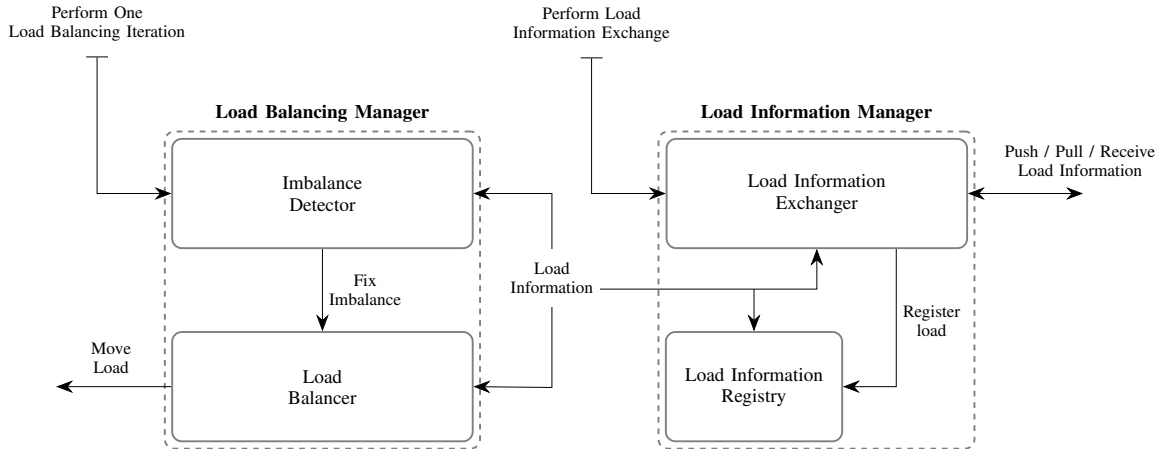 Perform One
Load Balancing Iteration
Perform Load
Information Exchange
Load Balancing Manager
Load Information Manager
Imbalance
Detector
Load Information
Exchanger
Push / Pull / Receive
Load Information
Fix
Imbalance
Load
Information
Register
load
Move
Load
Load
Balancer
Load Information
Registry